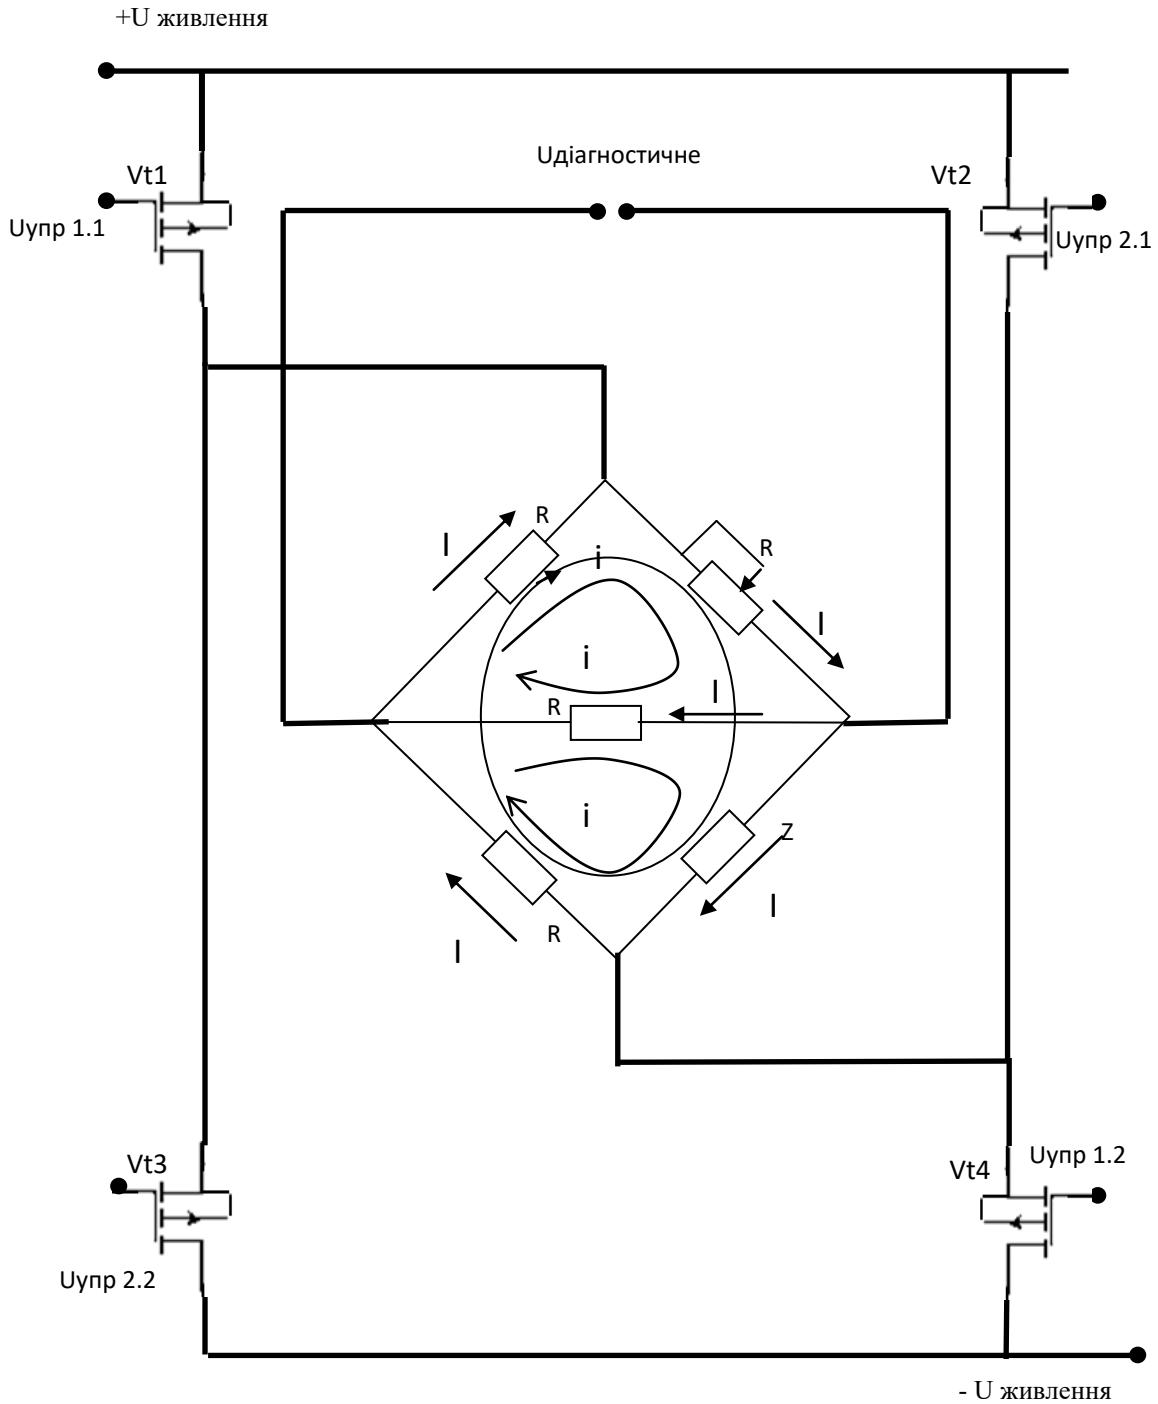 +U живлення
Uдіагностичне
Vt1
Vt2
Uупр 1.1
Uупр 2.1
R
I
i
R
I
i
I
R
i
Z
I
R
I
Uупр 1.2
Vt3
Vt4
Uупр 2.2
- U живлення